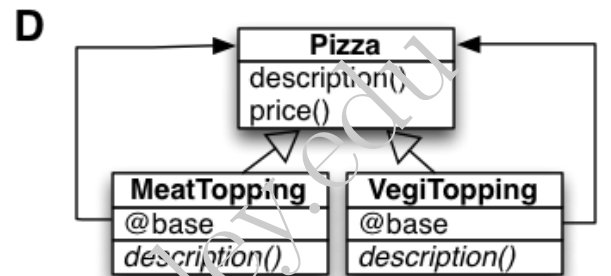 D
Pizza
description()
price()
MeatTopping
@base
description()
VegiTopping
@base
description()